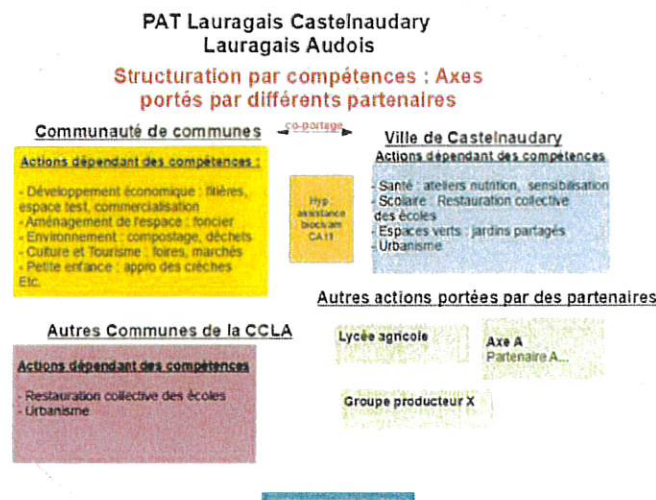 PAT Lauragais Castelnaudary
Lauragais Audois
Structuration par compétences : Axes
portés par différents partenaires
Communauté de communes
co-portage
Ville de Castelnaudary
Actions dépendant des compétences :
- Développement économique : filières,
espace test, commercialisation
- Aménagement de l'espace : foncier
- Environnement : compostage, déchets
- Culture et Tourisme : foires, marchés
- Petite enfance : appro des crèches
Etc.
Hyp :
assistance
biocivam
CA11
Actions dépendant des compétences
- Santé : ateliers nutrition, sensibilisation
- Scolaire : Restauration collective
des écoles
- Espaces verts : jardins partagés
- Urbanisme
Autres Communes de la CCLA
Actions dépendant des compétences
- Restauration collective des écoles
- Urbanisme
Autres actions portées par des partenaires
Lycée agricole
Axe A
Partenaire A...
Groupe producteur X